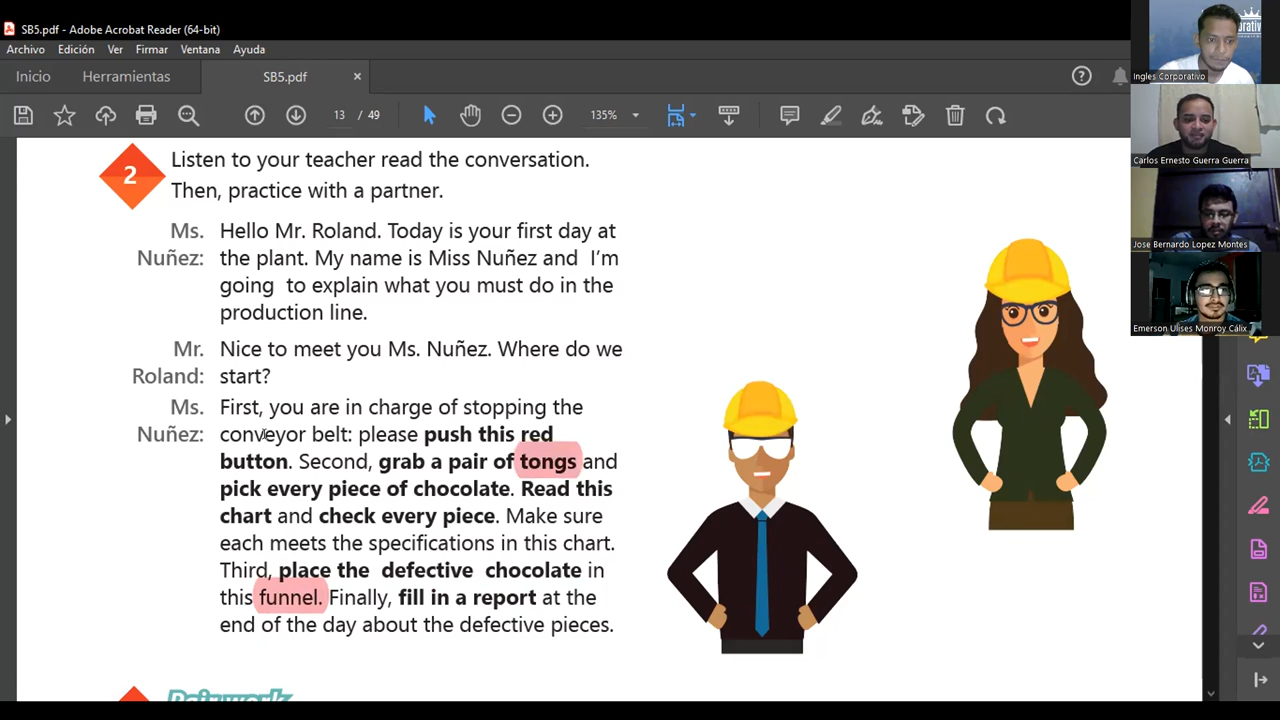 SB5.pdf - Adobe Acrobat Reader (64-bit)
Archivo Edición Ver Firmar Ventana Ayuda
Inicio Herramientas SB5.pdf ×
13 / 49 135%
2
Listen to your teacher read the conversation.
Then, practice with a partner.
Ms. Hello Mr. Roland. Today is your first day at
Nuñez: the plant. My name is Miss Nuñez and I'm
going to explain what you must do in the
production line.
Mr. Nice to meet you Ms. Nuñez. Where do we
Roland: start?
Ms. First, you are in charge of stopping the
Nuñez: conveyor belt: please push this red
button. Second, grab a pair of tongs and
pick every piece of chocolate. Read this
chart and check every piece. Make sure
each meets the specifications in this chart.
Third, place the defective chocolate in
this funnel. Finally, fill in a report at the
end of the day about the defective pieces.
Pair work
Ingles Corporativo
Carlos Ernesto Guerra Guerra
Jose Bernardo Lopez Montes
Emerson Ulises Monroy Cálix